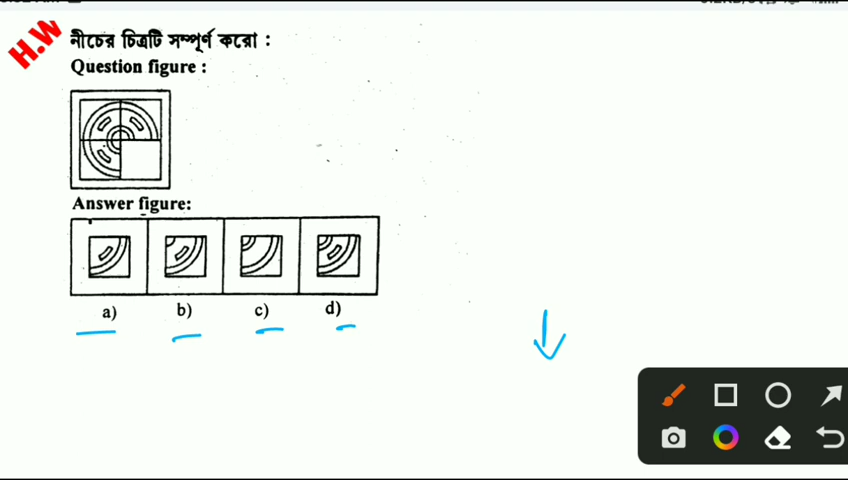 H.W
নীচের চিত্রটি সম্পূর্ণ করো :
Question figure :
Answer figure:
a) b) c) d)